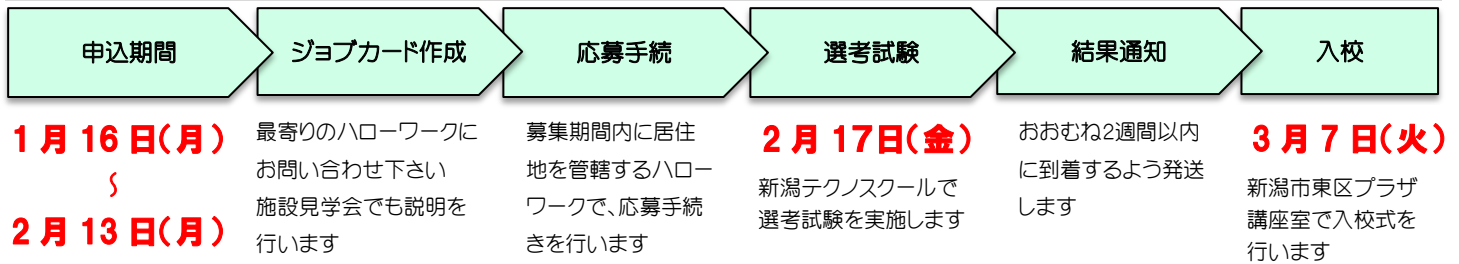 申込期間
ジョブカード作成
応募手続
選考試験
結果通知
入校
1月16日(月)
～
2月13日(月)
最寄りのハローワークに
お問い合わせ下さい
施設見学会でも説明を
行います
募集期間内に居住
地を管轄するハロー
ワークで、応募手続
きを行います
2月17日(金)
新潟テクノスクールで
選考試験を実施します
おおむね2週間以内
に到着するよう発送
します
3月7日(火)
新潟市東区プラザ
講座室で入校式を
行います